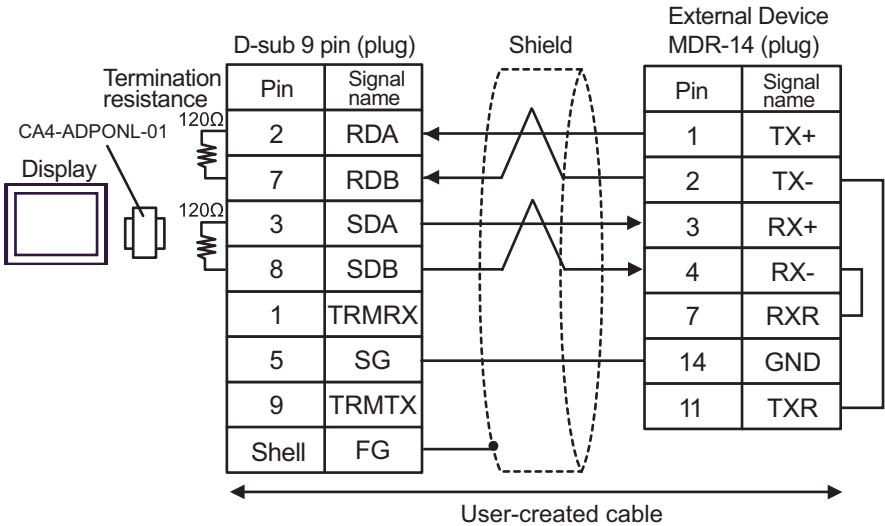 External Device
D-sub 9 pin (plug) Shield MDR-14 (plug)
Termination resistance
CA4-ADPONL-01
Display
120Ω
120Ω
Pin Signal name
2 RDA
7 RDB
3 SDA
8 SDB
1 TRMRX
5 SG
9 TRMTX
Shell FG
Pin Signal name
1 TX+
2 TX-
3 RX+
4 RX-
7 RXR
14 GND
11 TXR
User-created cable